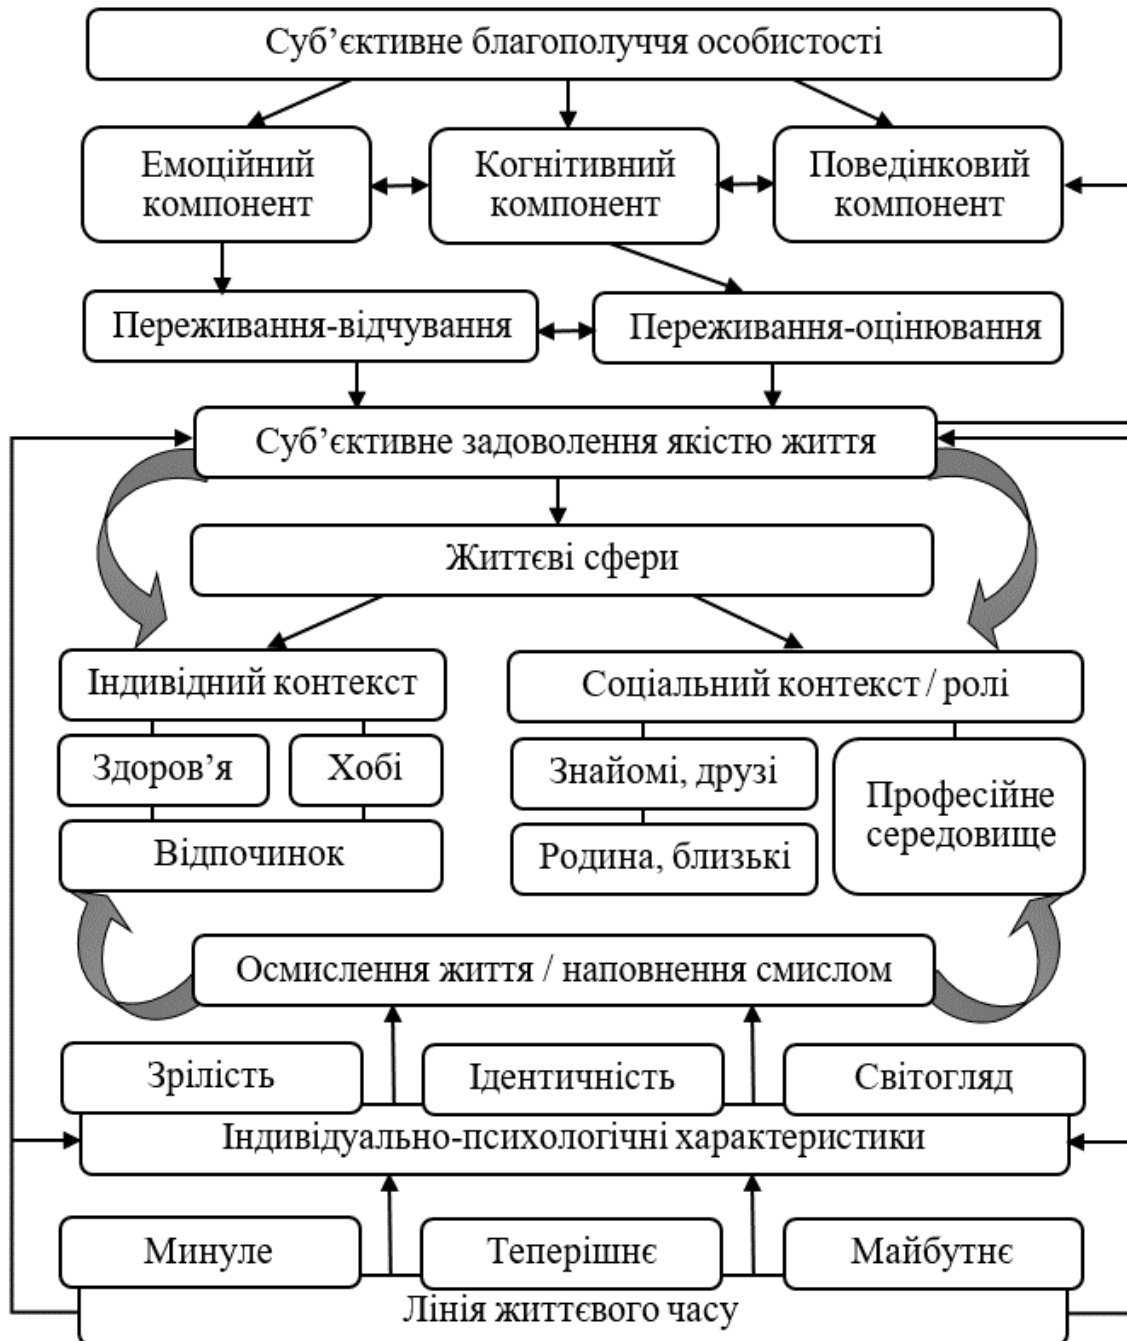 Суб’єктивне благополуччя особистості
Емоційний
компонент
Когнітивний
компонент
Поведінковий
компонент
Переживання-відчування
Переживання-оцінювання
Суб’єктивне задоволення якістю життя
Життєві сфери
Індивідний контекст
Соціальний контекст / ролі
Здоров’я
Хобі
Знайомі, друзі
Професійне
середовище
Відпочинок
Родина, близькі
Осмислення життя / наповнення смислом
Зрілість
Ідентичність
Світогляд
Індивідуально-психологічні характеристики
Минуле
Теперішнє
Майбутнє
Лінія життєвого часу